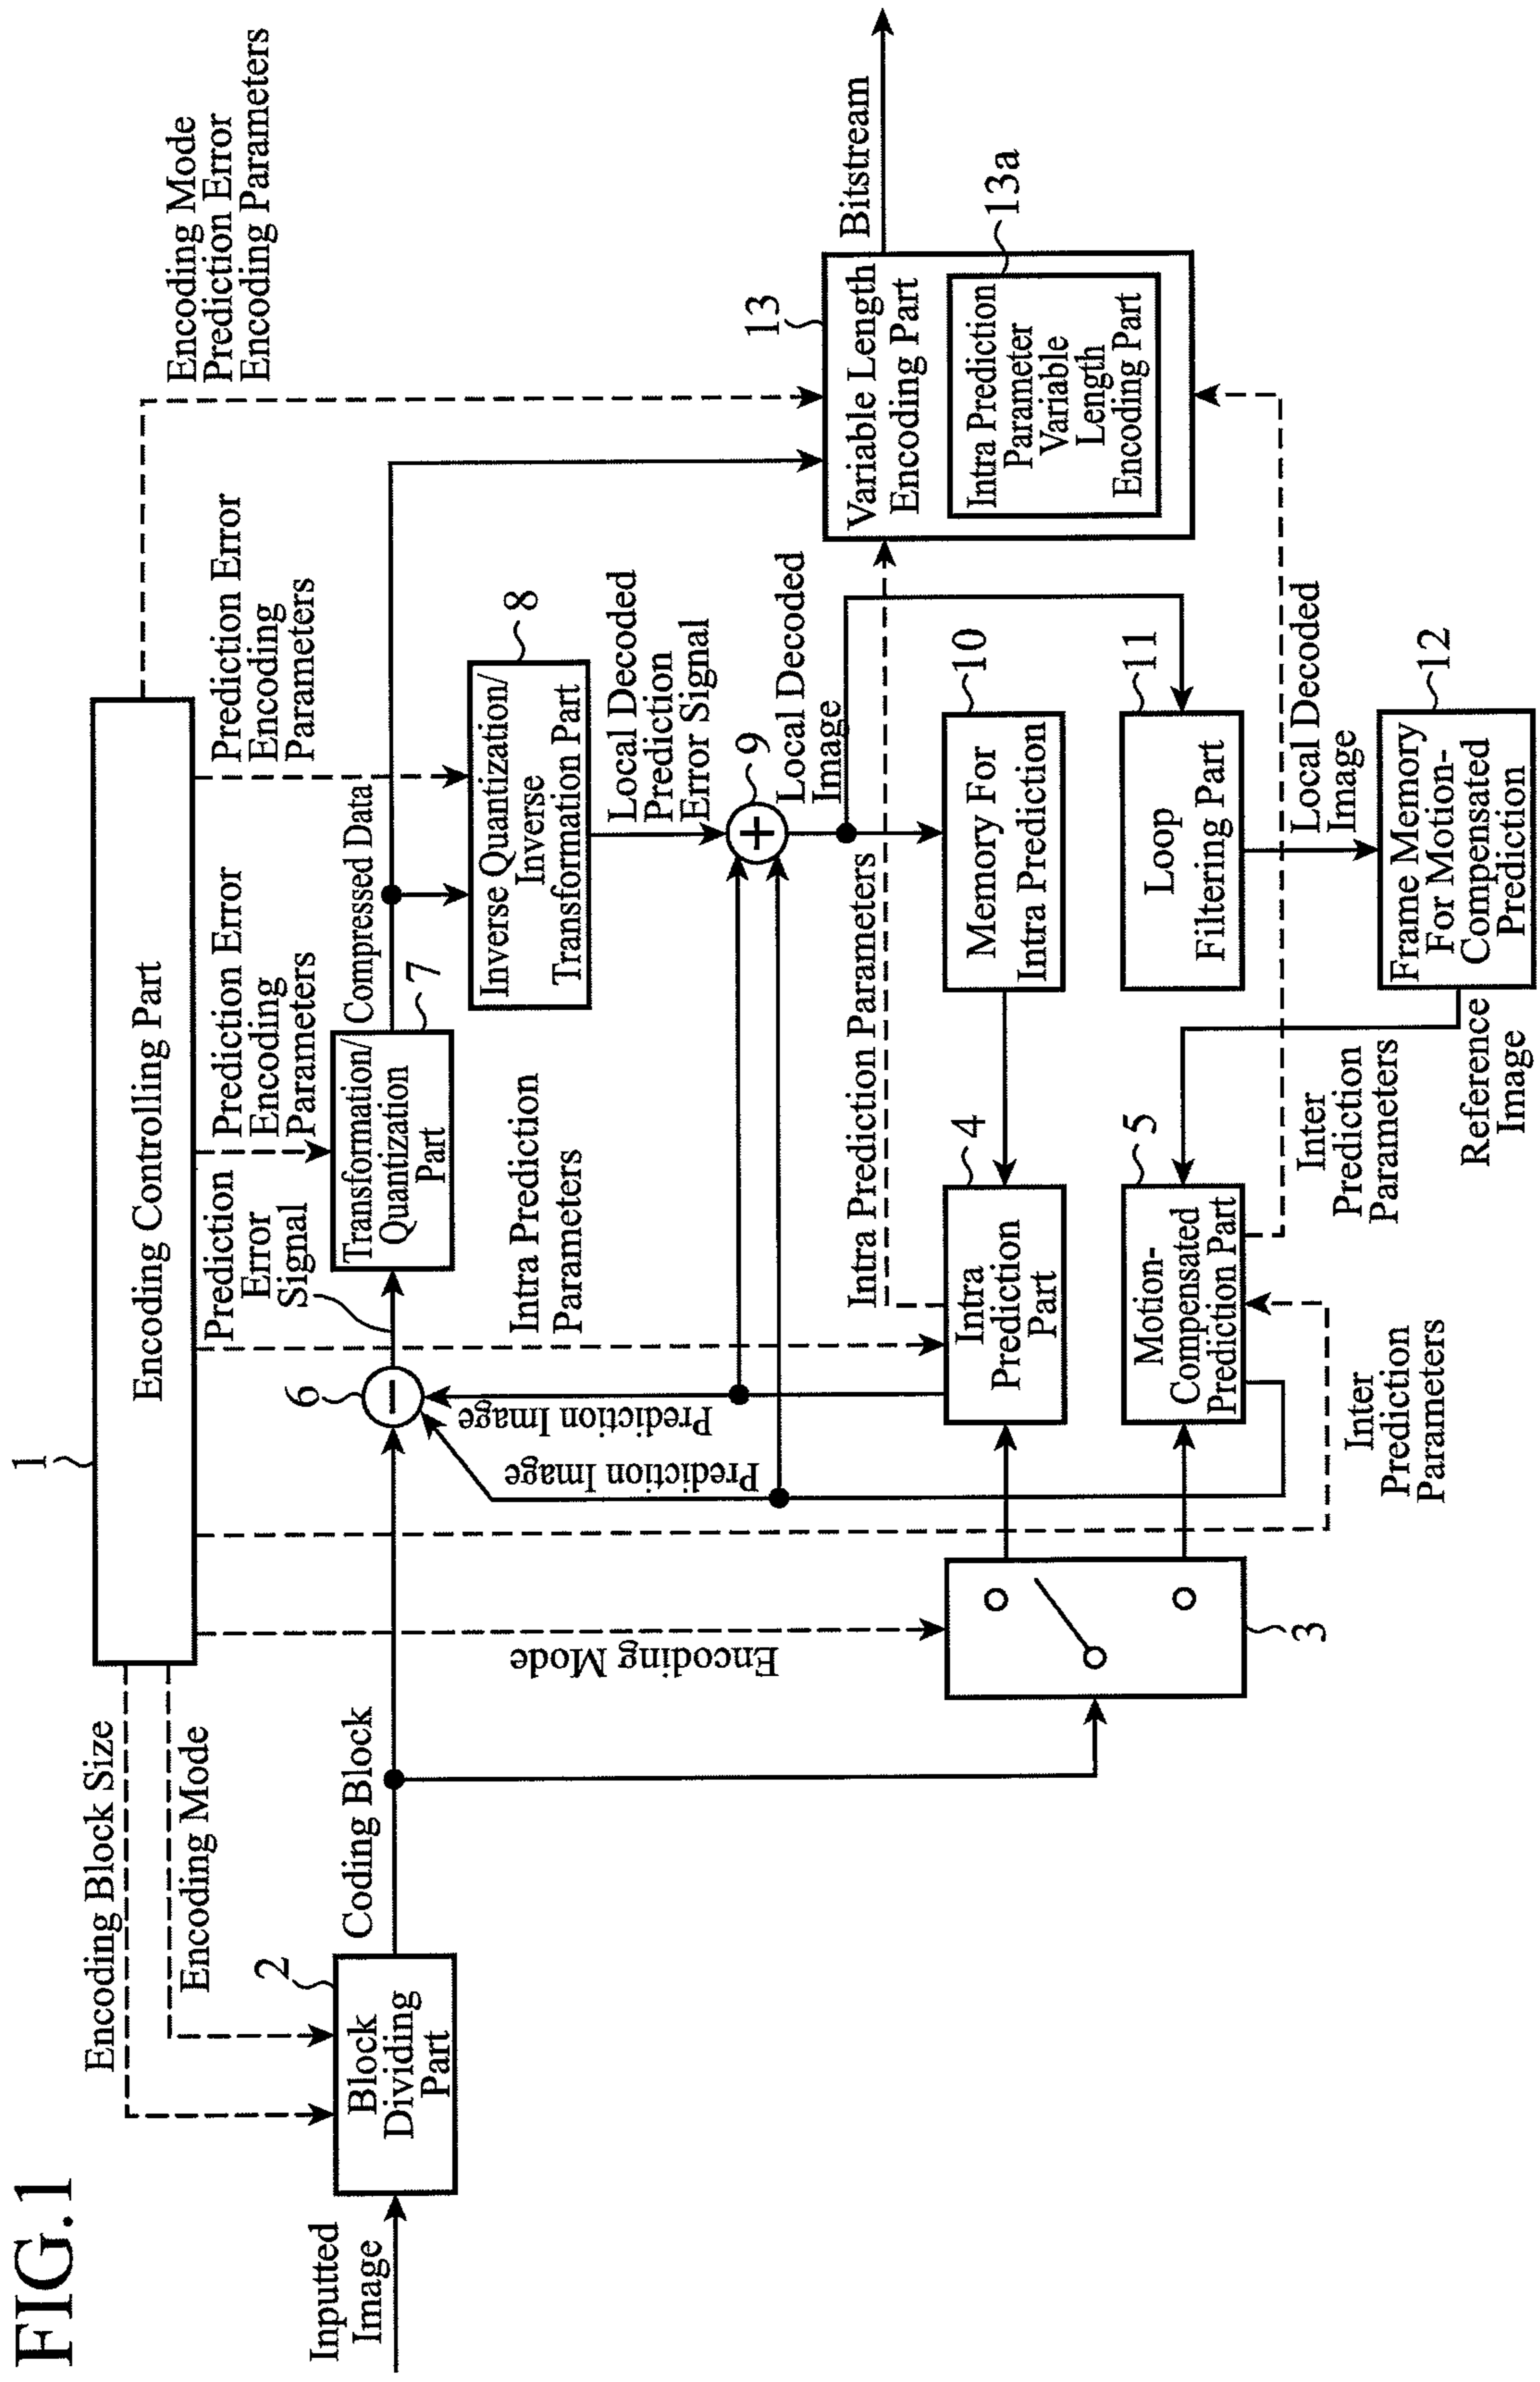 FIG.1
1
Encoding Controlling Part
Encoding Block Size
Encoding Mode
Encoding Mode
Prediction Error
Encoding Parameters
Inputted
Image
2
Block
Dividing
Part
Coding Block
6
Prediction
Error
Signal
Prediction Error
Encoding
Parameters
Transformation/
Quantization
Part
7
Compressed Data
Prediction Error
Encoding
Parameters
Inverse Quantization/
Inverse
Transformation Part
8
Local Decoded
Prediction
Error Signal
9
Local Decoded
Image
Encoding Mode
Prediction Image
Prediction Image
Intra Prediction
Parameters
Intra Prediction Parameters
3
4
Intra
Prediction
Part
10
Memory For
Intra Prediction
5
Motion-
Compensated
Prediction Part
11
Loop
Filtering Part
Inter
Prediction
Parameters
Inter
Prediction
Parameters
Reference
Image
Local Decoded
Image
12
Frame Memory
For Motion-
Compensated
Prediction
13
Variable Length
Encoding Part
13a
Intra Prediction
Parameter
Variable
Length
Encoding Part
Bitstream